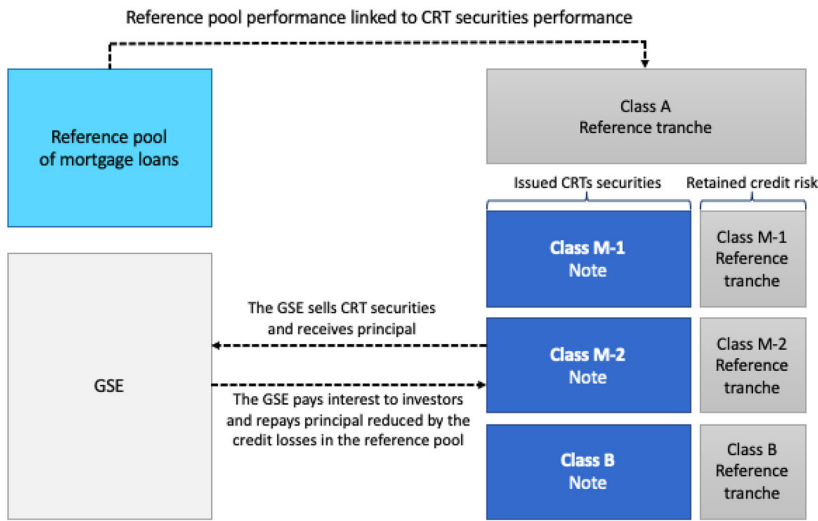 Reference pool performance linked to CRT securities performance
Reference pool
of mortgage loans
Class A
Reference tranche
Issued CRTs securities
Retained credit risk
Class M-1
Note
Class M-1
Reference
tranche
The GSE sells CRT securities
and receives principal
Class M-2
Note
Class M-2
Reference
tranche
GSE
The GSE pays interest to investors
and repays principal reduced by the
credit losses in the reference pool
Class B
Note
Class B
Reference
tranche